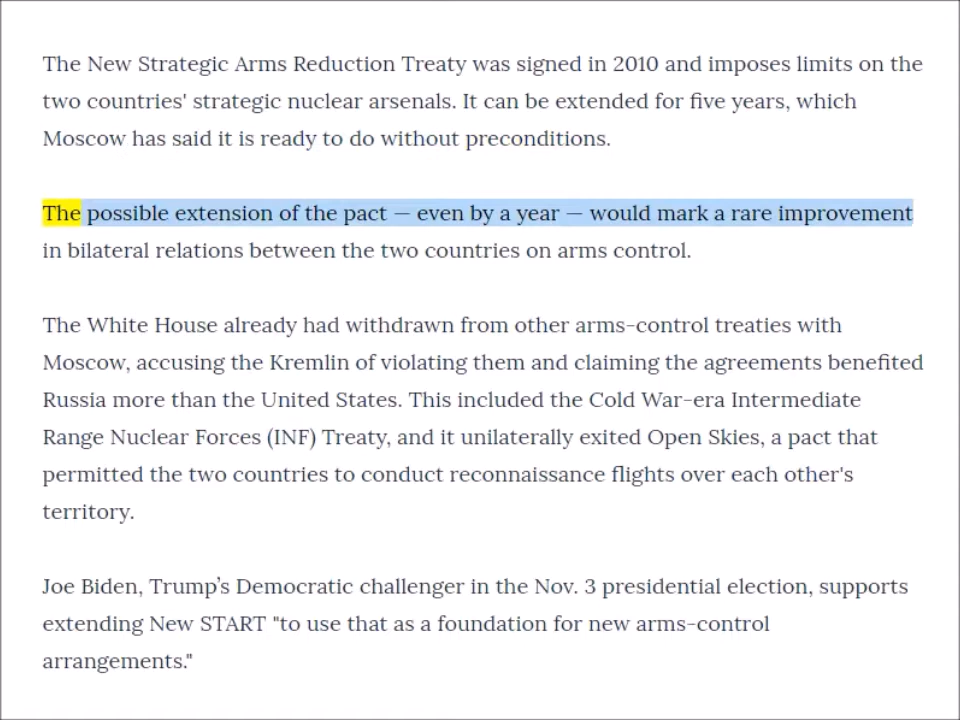 The New Strategic Arms Reduction Treaty was signed in 2010 and imposes limits on the
two countries' strategic nuclear arsenals. It can be extended for five years, which
Moscow has said it is ready to do without preconditions.
The possible extension of the pact — even by a year — would mark a rare improvement
in bilateral relations between the two countries on arms control.
The White House already had withdrawn from other arms-control treaties with
Moscow, accusing the Kremlin of violating them and claiming the agreements benefited
Russia more than the United States. This included the Cold War-era Intermediate
Range Nuclear Forces (INF) Treaty, and it unilaterally exited Open Skies, a pact that
permitted the two countries to conduct reconnaissance flights over each other's
territory.
Joe Biden, Trump’s Democratic challenger in the Nov. 3 presidential election, supports
extending New START "to use that as a foundation for new arms-control
arrangements."